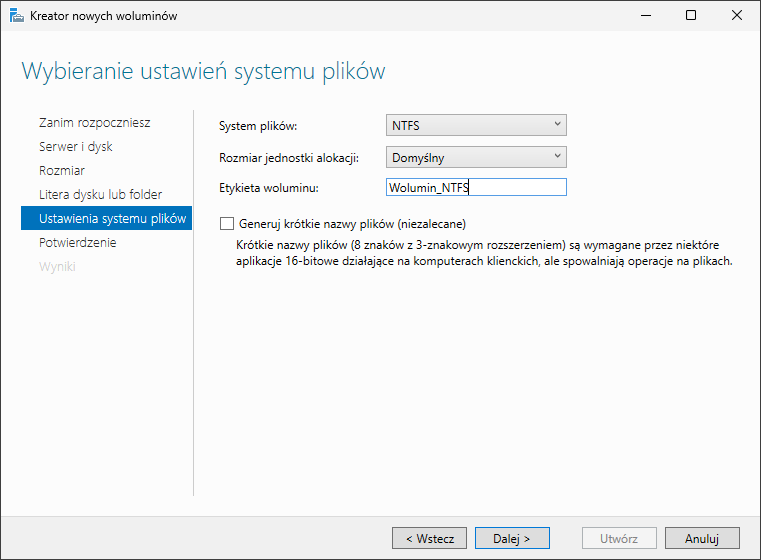 Kreator nowych woluminów
Wybieranie ustawień systemu plików
Zanim rozpoczniesz
Serwer i dysk
Rozmiar
Litera dysku lub folder
Ustawienia systemu plików
Potwierdzenie
Wyniki
System plików:
NTFS
Rozmiar jednostki alokacji:
Domyślny
Etykieta woluminu:
Wolumin_NTFS
Generuj krótkie nazwy plików (niezalecane)
Krótkie nazwy plików (8 znaków z 3-znakowym rozszerzeniem) są wymagane przez niektóre
aplikacje 16-bitowe działające na komputerach klienckich, ale spowalniają operacje na plikach.
< Wstecz
Dalej >
Utwórz
Anuluj